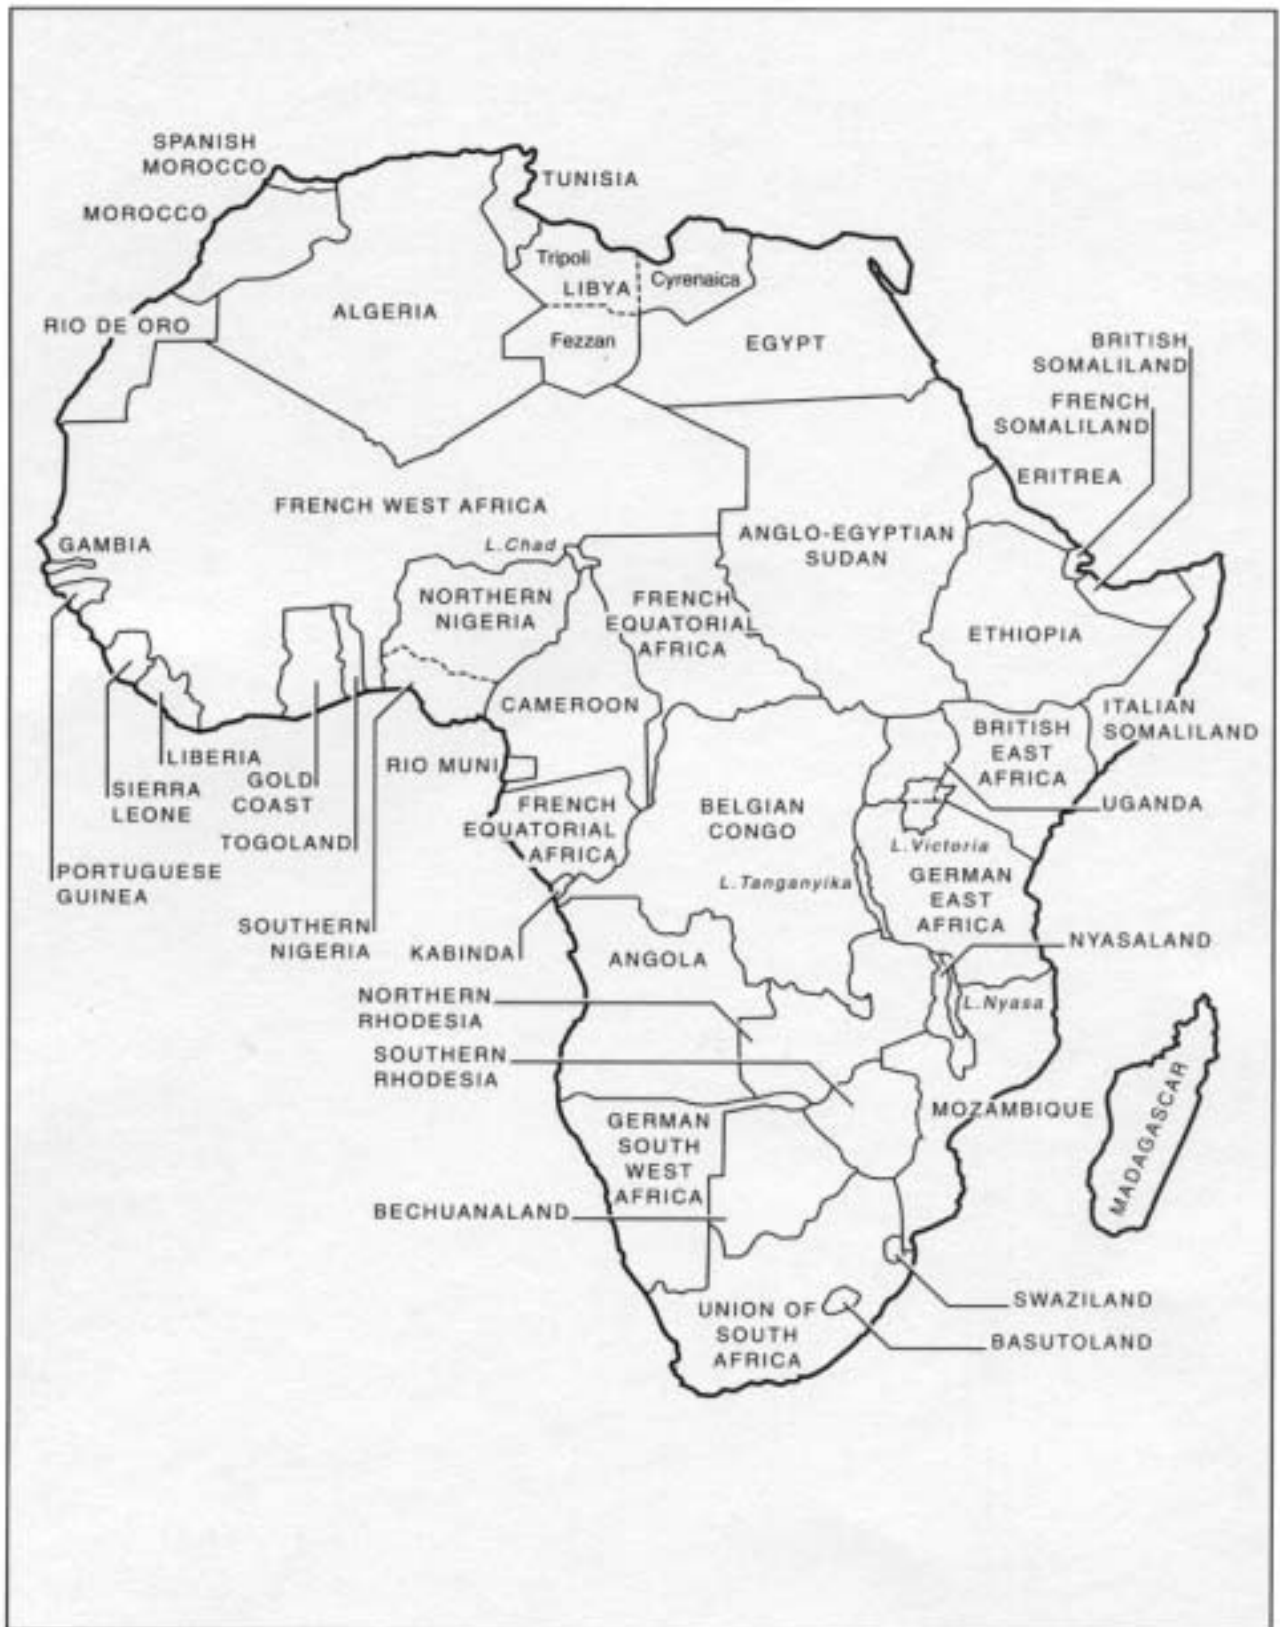 SPANISH
MOROCCO
MOROCCO
TUNISIA
Tripoli
LIBYA
Cyrenaica
RIO DE ORO
ALGERIA
Fezzan
EGYPT
BRITISH
SOMALILAND
FRENCH
SOMALILAND
ERITREA
FRENCH WEST AFRICA
GAMBIA
L.Chad
ANGLO-EGYPTIAN
SUDAN
NORTHERN
NIGERIA
FRENCH
EQUATORIAL
AFRICA
ETHIOPIA
CAMEROON
ITALIAN
SOMALILAND
BRITISH
EAST
AFRICA
LIBERIA
SIERRA
LEONE
GOLD
COAST
TOGOLAND
RIO MUNI
FRENCH
EQUATORIAL
AFRICA
BELGIAN
CONGO
UGANDA
L.Victoria
PORTUGUESE
GUINEA
L.Tanganyika
GERMAN
EAST
AFRICA
SOUTHERN
NIGERIA
KABINDA
ANGOLA
NYASALAND
NORTHERN
RHODESIA
L.Nyasa
SOUTHERN
RHODESIA
MOZAMBIQUE
MADAGASCAR
GERMAN
SOUTH
WEST
AFRICA
BECHUANALAND
SWAZILAND
UNION OF
SOUTH
AFRICA
BASUTOLAND